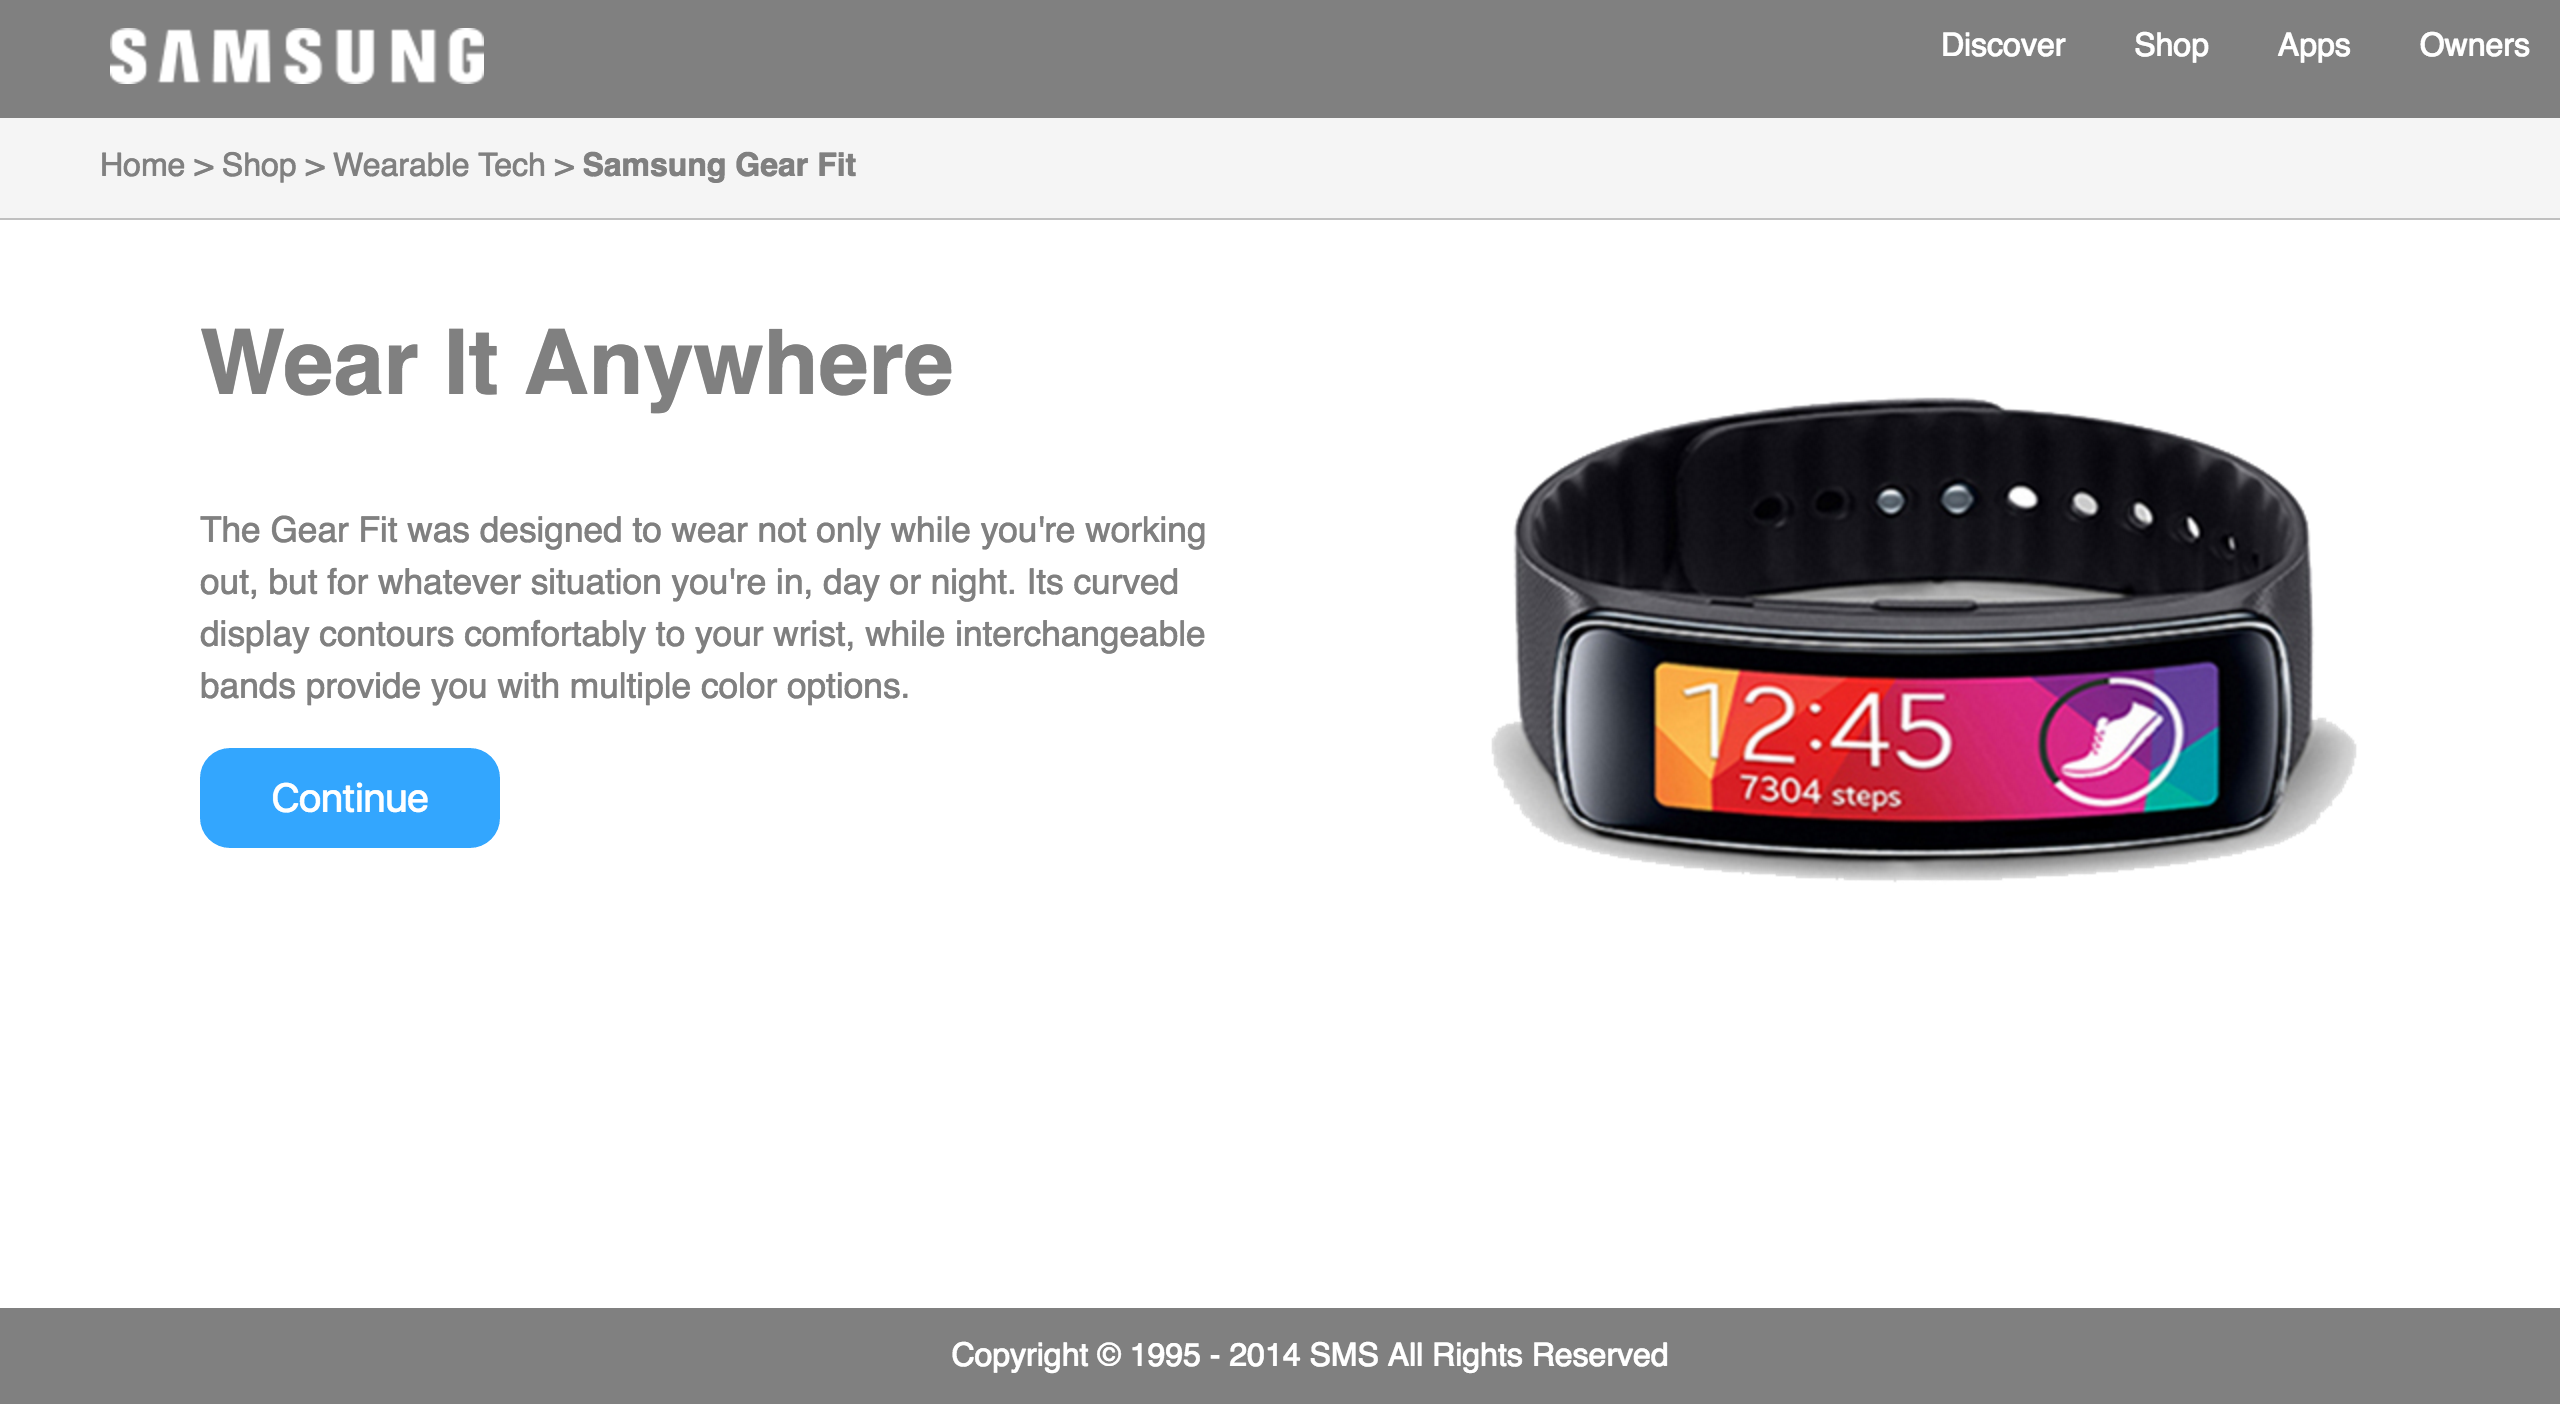 SAMSUNG
Discover Shop Apps Owners
Home > Shop > Wearable Tech > Samsung Gear Fit
Wear It Anywhere
The Gear Fit was designed to wear not only while you're working
out, but for whatever situation you're in, day or night. Its curved
display contours comfortably to your wrist, while interchangeable
bands provide you with multiple color options.
Continue
12:45
7304 steps
Copyright © 1995 - 2014 SMS All Rights Reserved